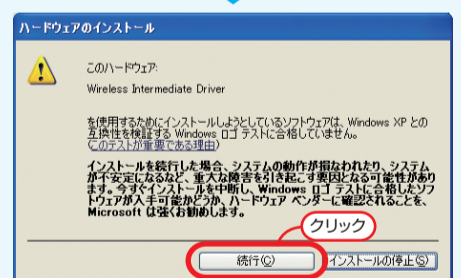 ハードウェアのインストール
このハードウェア:
Wireless Intermediate Driver
を使用するためにインストールしようとしているソフトウェアは、Windows XP との
互換性を検証する Windows ロゴ テストに合格していません。
(このテストが重要である理由)
インストールを続行した場合、システムの動作が損なわれたり、システム
が不安定になるなど、重大な障害を引き起こす要因となる可能性があり
ます。今すぐインストールを中断し、Windows ロゴ テストに合格したソフ
トウェアが入手可能かどうか、ハードウェア ベンダーに確認されることを、
Microsoft は強くお勧めします。
クリック
続行(C)
インストールの停止(S)